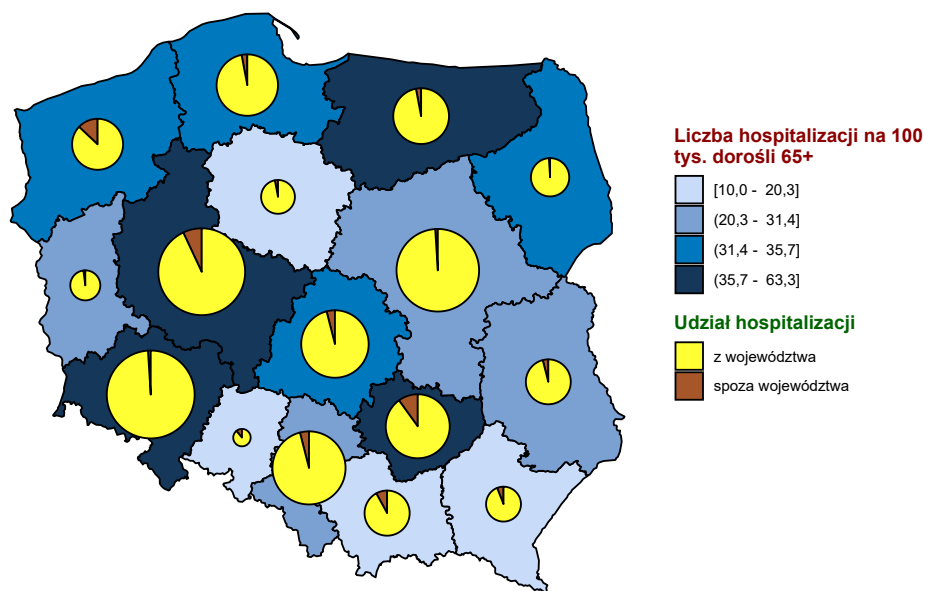 Liczba hospitalizacji na 100
tys. dorośli 65+
[10,0 - 20,3]
(20,3 - 31,4]
(31,4 - 35,7]
(35,7 - 63,3]
Udział hospitalizacji
z województwa
spoza województwa